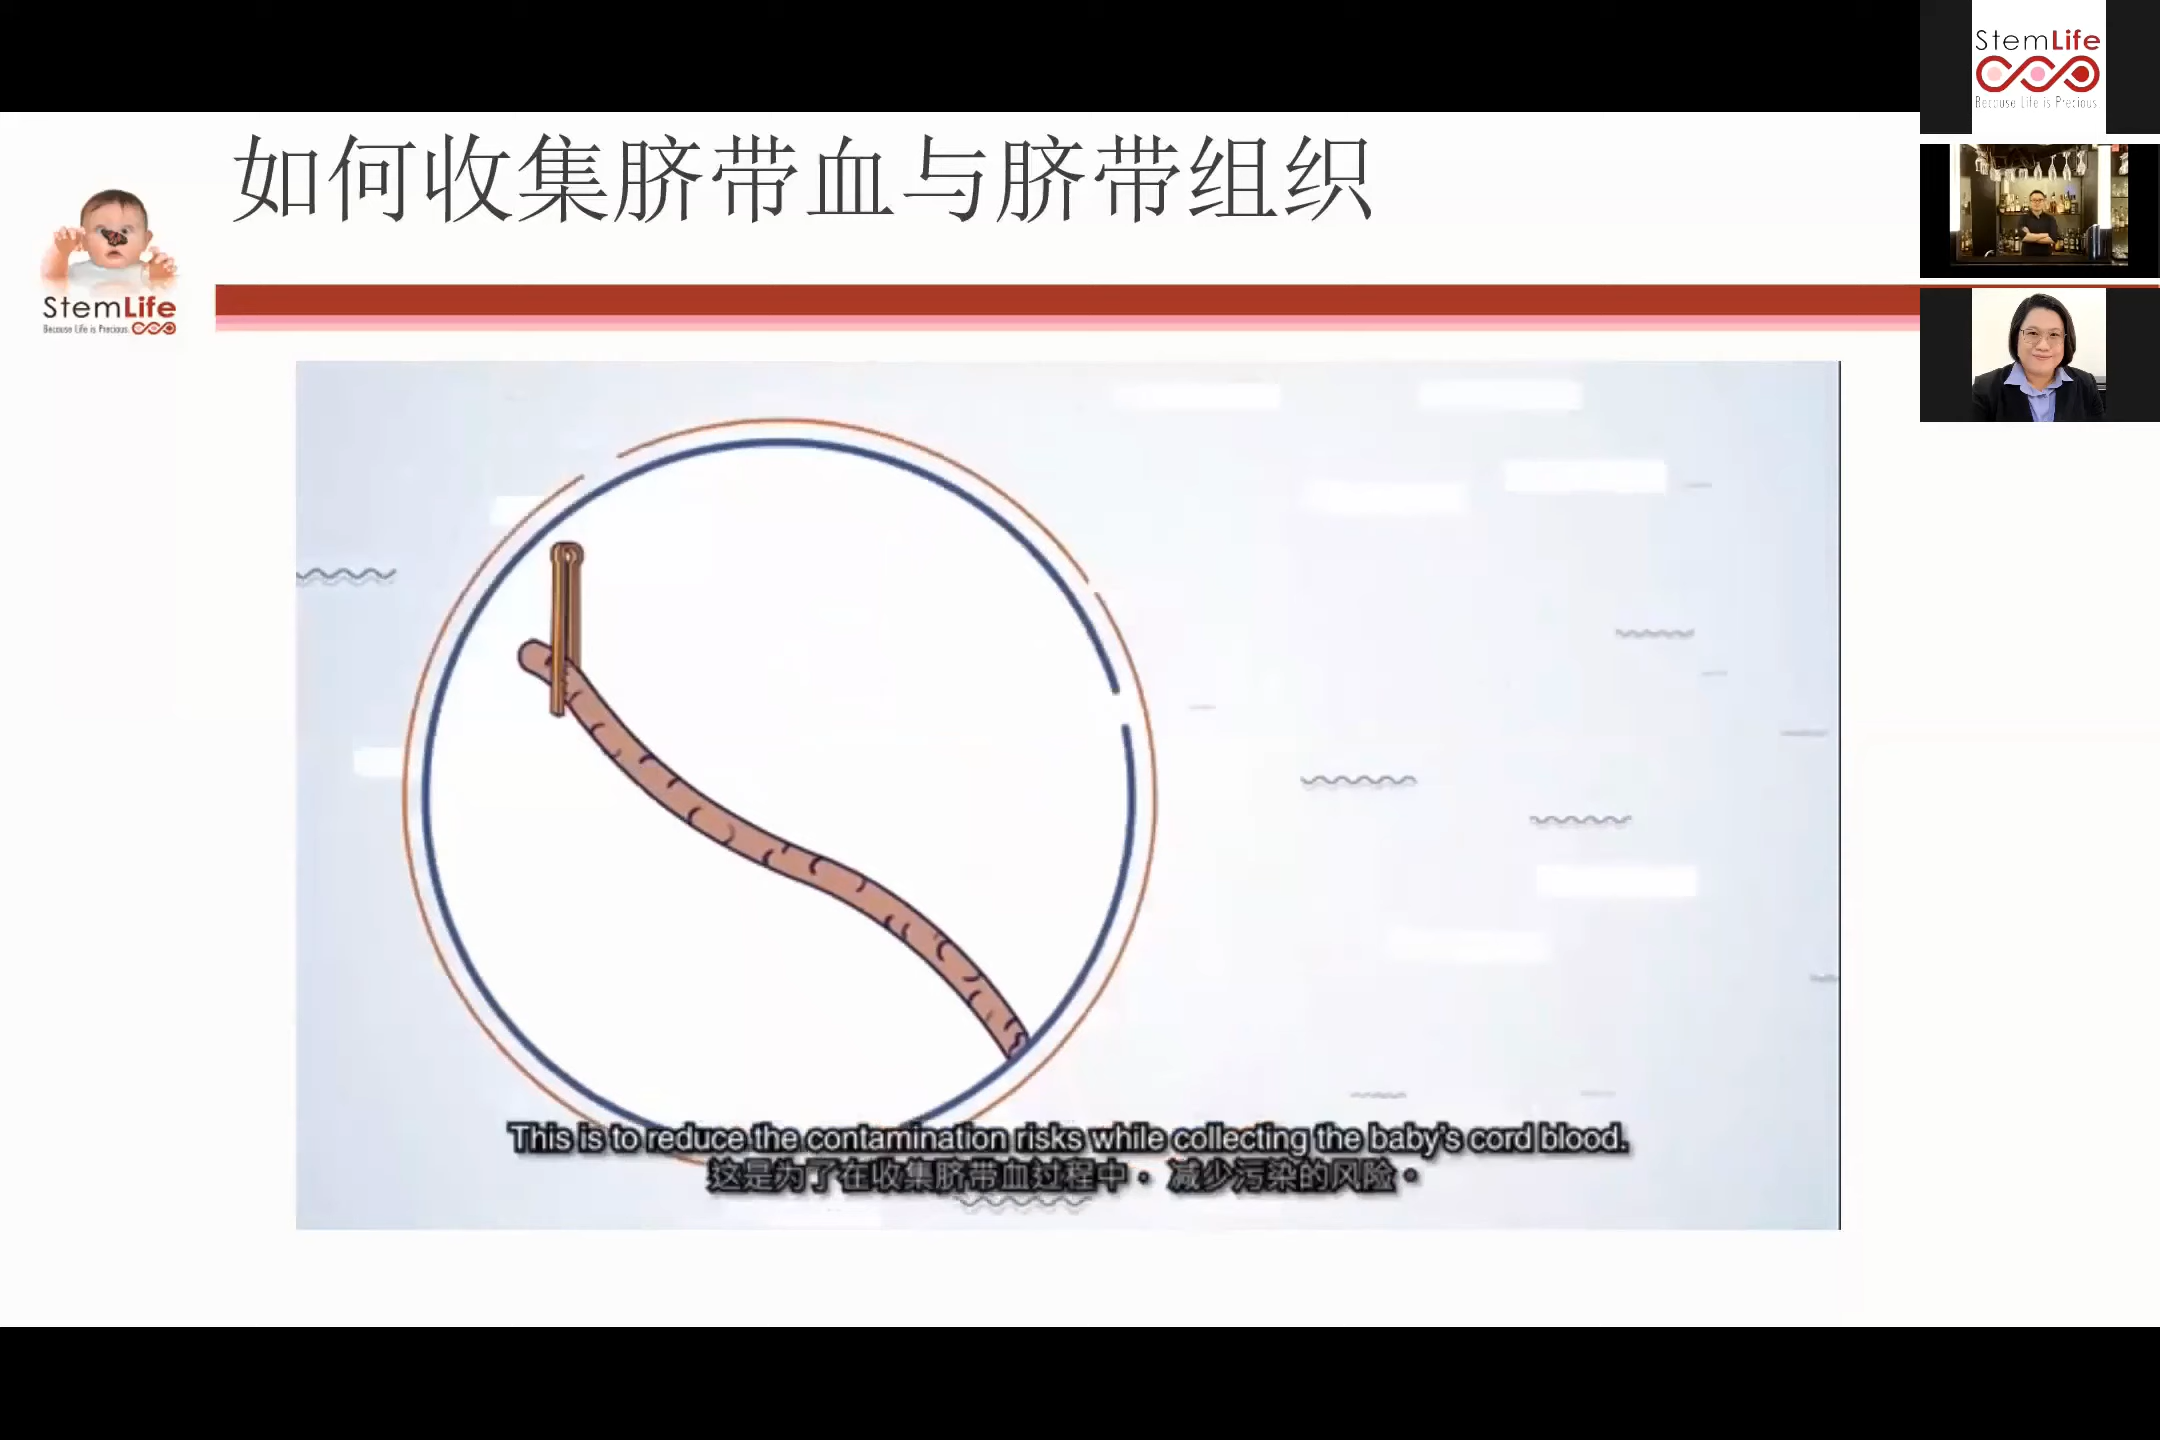 StemLife
Because Life is Precious
如何收集脐带血与脐带组织
StemLife
Because Life is Precious
This is to reduce the contamination risks while collecting the baby's cord blood.
这是为了在收集脐带血过程中，减少污染的风险。